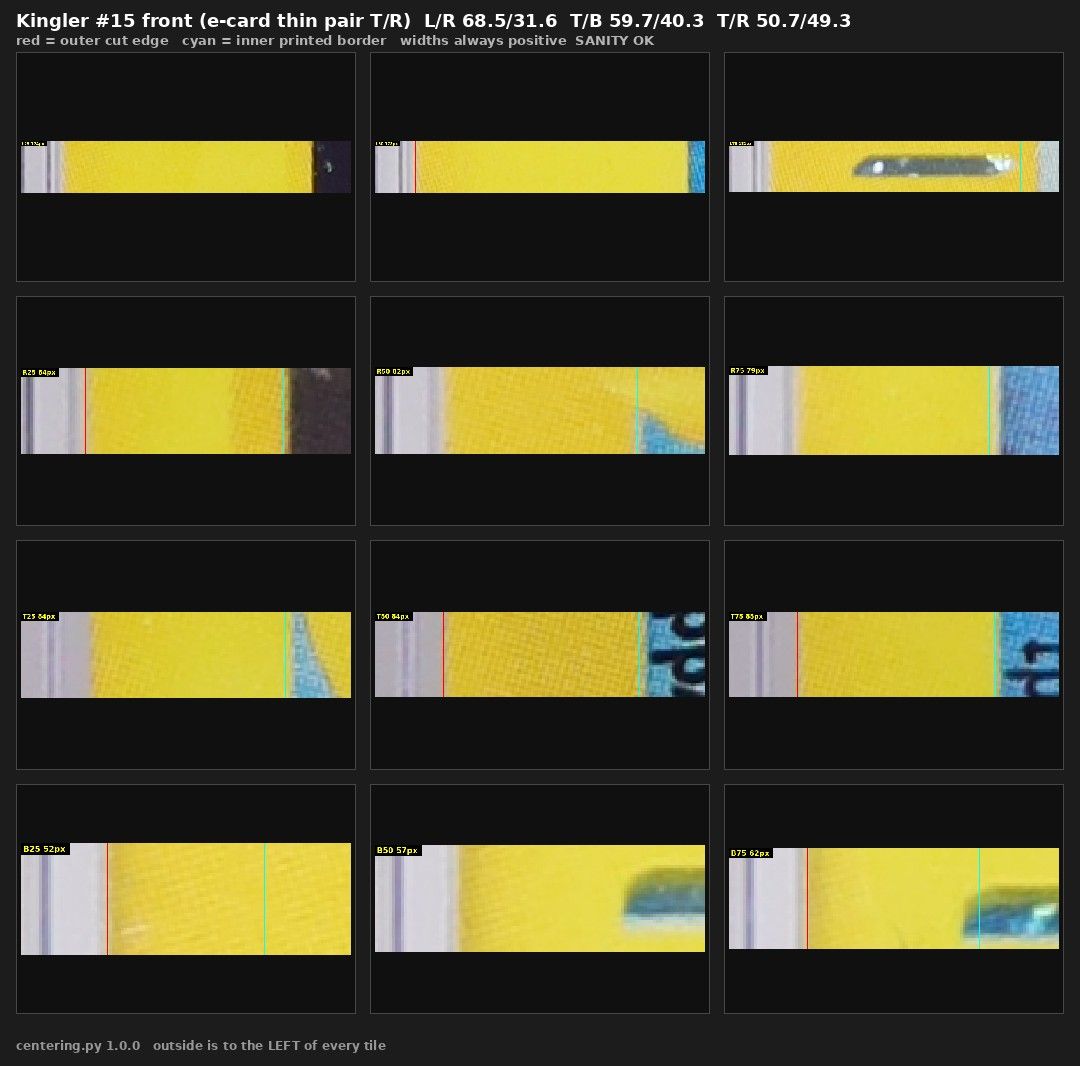 Kingler #15 front (e-card thin pair T/R)  L/R 68.5/31.6  T/B 59.7/40.3  T/R 50.7/49.3
red = outer cut edge   cyan = inner printed border   widths always positive  SANITY OK
R25 84px
R50 82px
R75 79px
T25 84px
T50 84px
T75 85px
B25 52px
B50 57px
B75 62px
centering.py 1.0.0   outside is to the LEFT of every tile